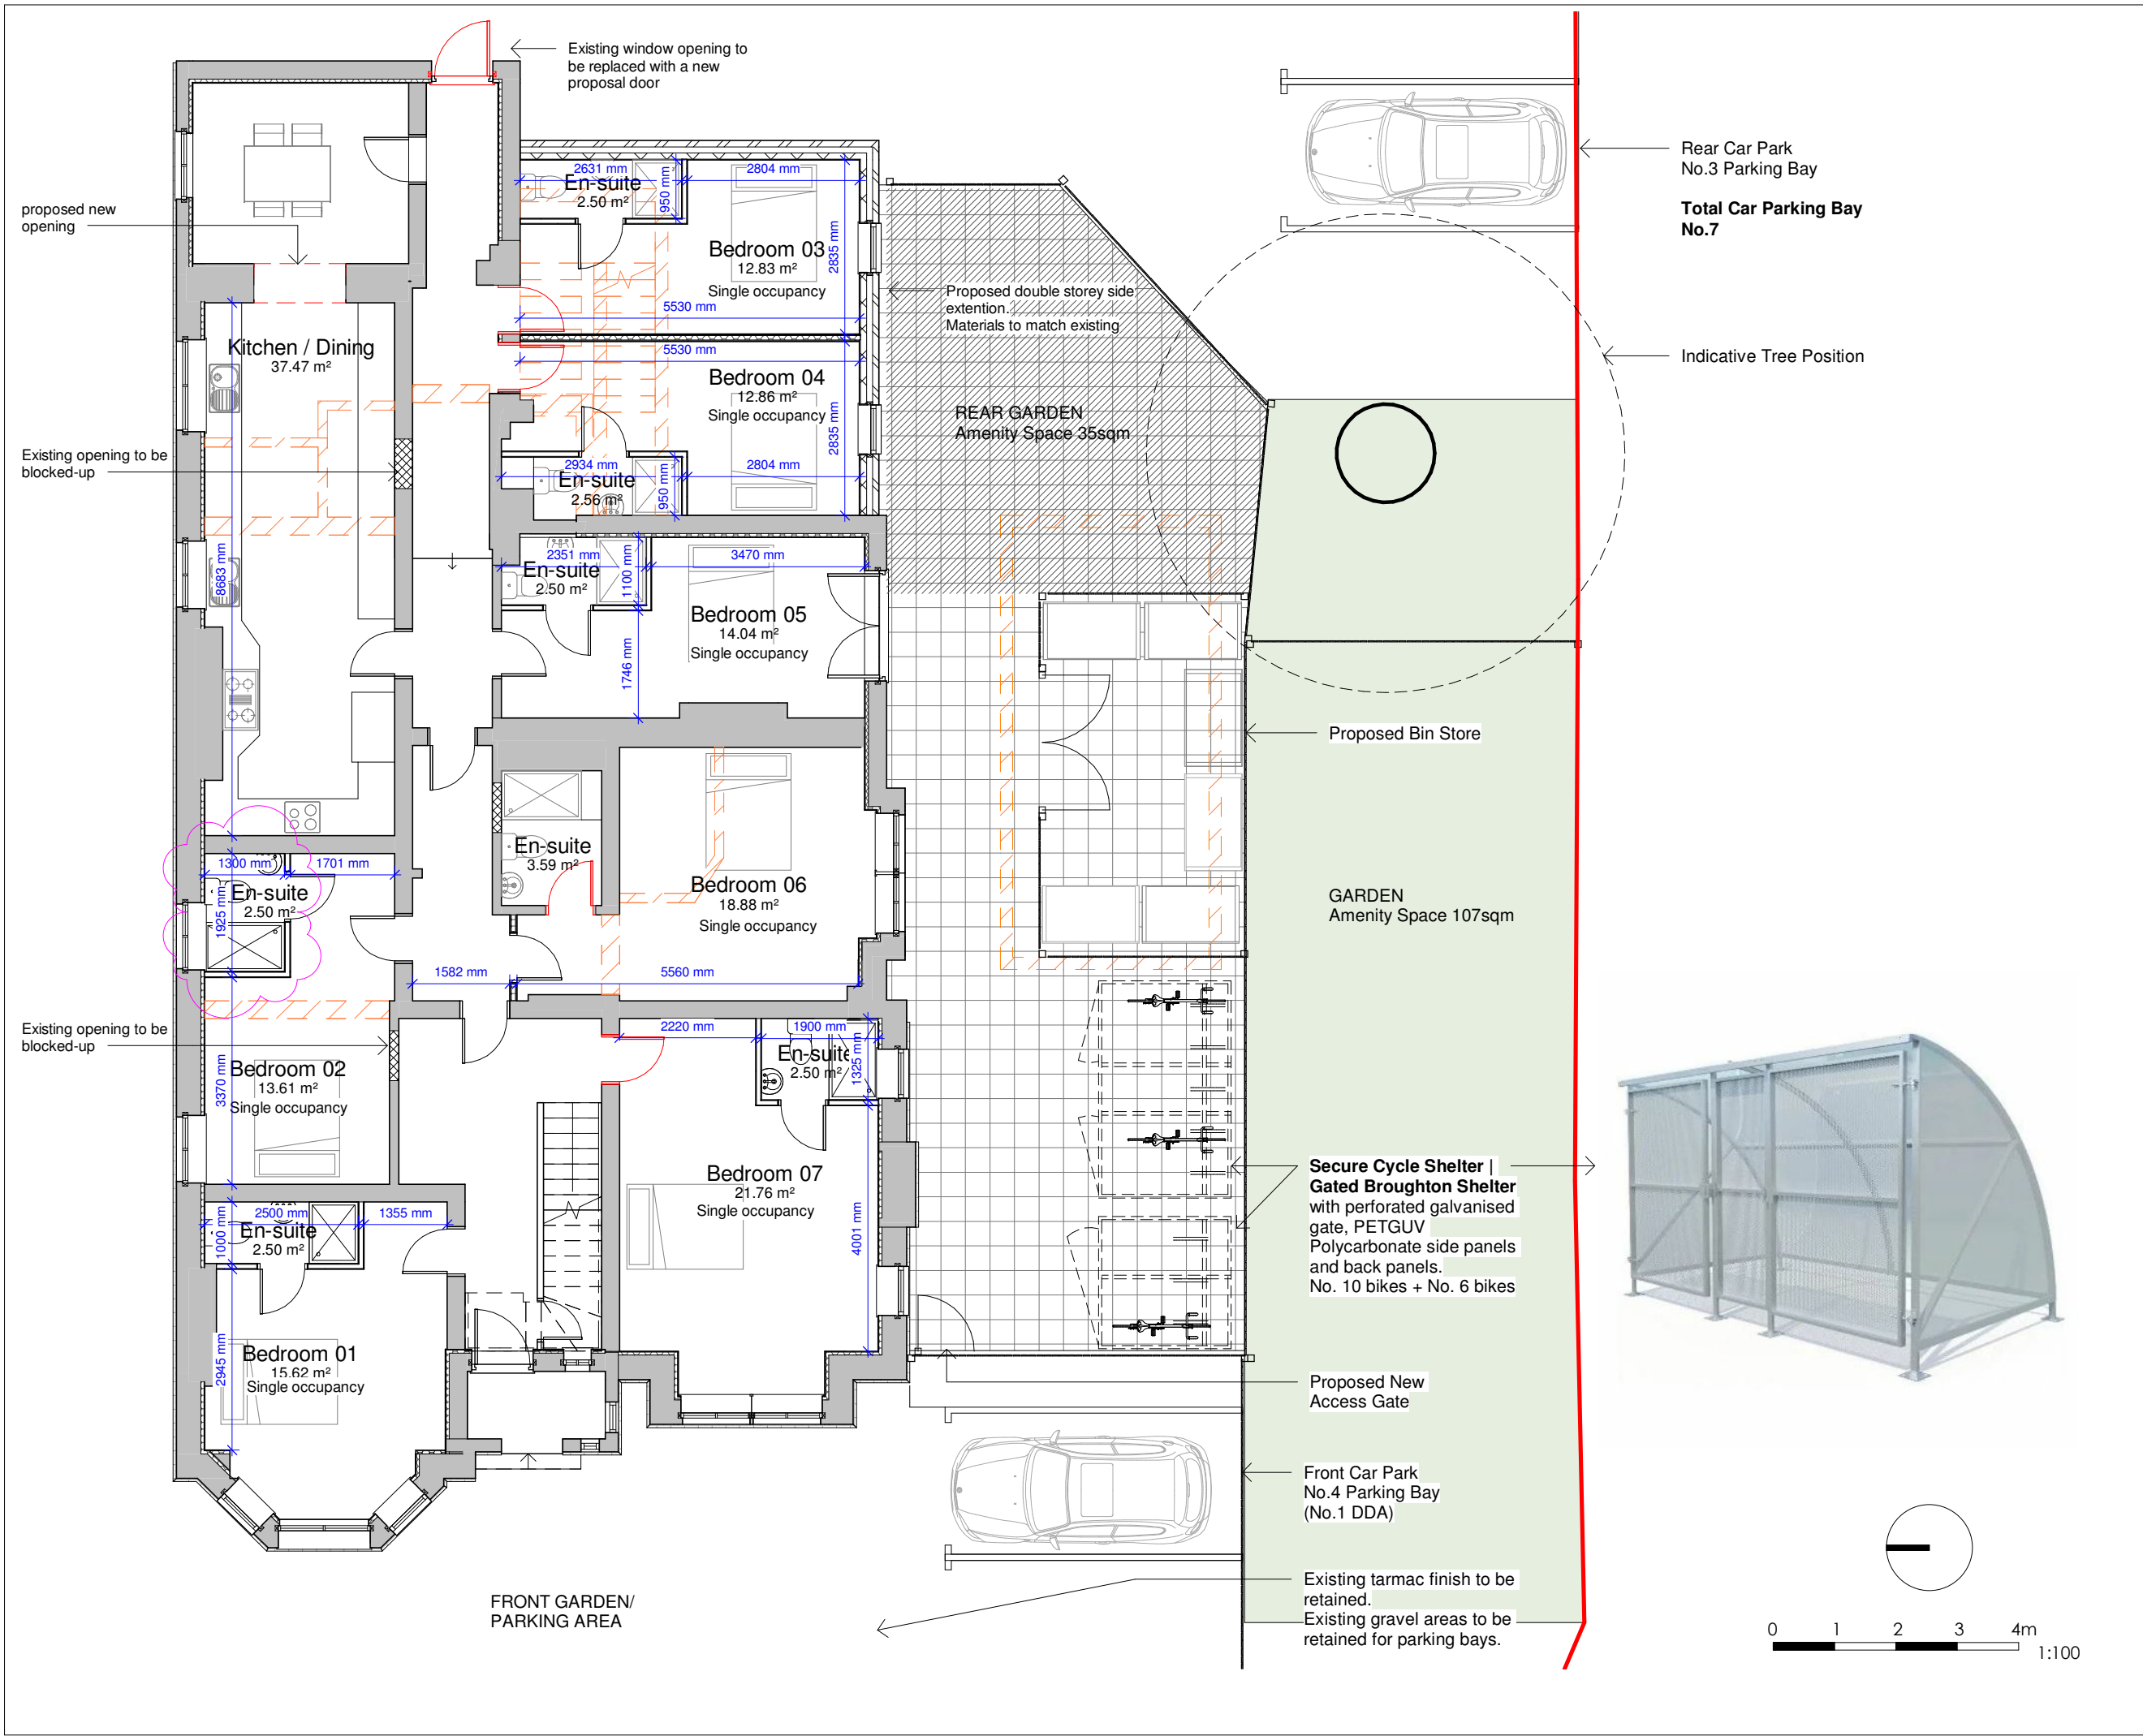 Existing window opening to
be replaced with a new
proposal door
proposed new
opening
Rear Car Park
No.3 Parking Bay
Total Car Parking Bay
No.7
2631 mm
2804 mm
En-suite
2.50 m²
950 mm
Bedroom 03
12.83 m²
Single occupancy
2835 mm
5530 mm
Proposed double storey side
extention.
Materials to match existing
Indicative Tree Position
Kitchen / Dining
37.47 m²
8683 mm
5530 mm
Bedroom 04
12.86 m²
Single occupancy
2835 mm
2934 mm
2804 mm
En-suite
2.56 m²
950 mm
REAR GARDEN
Amenity Space 35sqm
Existing opening to be
blocked-up
2351 mm
3470 mm
En-suite
2.50 m²
1100 mm
Bedroom 05
14.04 m²
Single occupancy
1746 mm
Proposed Bin Store
En-suite
3.59 m²
Bedroom 06
18.88 m²
Single occupancy
1582 mm
5560 mm
GARDEN
Amenity Space 107sqm
1300 mm
1701 mm
En-suite
2.50 m²
1925 mm
Existing opening to be
blocked-up
Bedroom 02
13.61 m²
Single occupancy
3370 mm
2220 mm
1900 mm
En-suite
2.50 m²
1325 mm
Bedroom 07
21.76 m²
Single occupancy
4001 mm
2500 mm
1355 mm
En-suite
2.50 m²
1000 mm
Bedroom 01
15.62 m²
Single occupancy
2945 mm
Secure Cycle Shelter |
Gated Broughton Shelter
with perforated galvanised
gate, PETGUV
Polycarbonate side panels
and back panels.
No. 10 bikes + No. 6 bikes
Proposed New
Access Gate
Front Car Park
No.4 Parking Bay
(No.1 DDA)
Existing tarmac finish to be
retained.
Existing gravel areas to be
retained for parking bays.
FRONT GARDEN/
PARKING AREA
0 1 2 3 4m
1:100